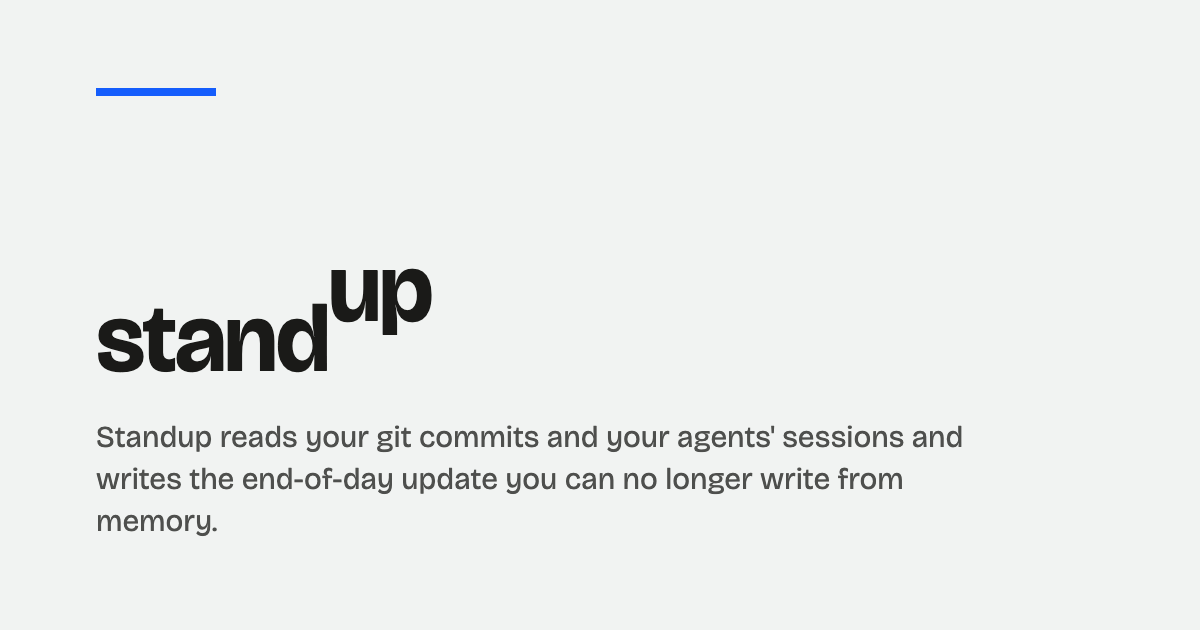 standup
Standup reads your git commits and your agents' sessions and
writes the end-of-day update you can no longer write from
memory.